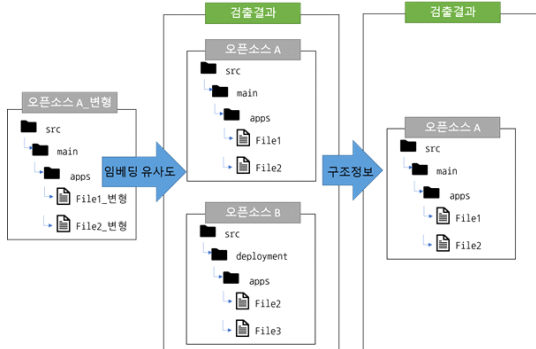 검출결과
검출결과
오픈소스 A_변형
src
main
apps
File1_변형
File2_변형
임베딩 유사도
오픈소스 A
src
main
apps
File1
File2
오픈소스 B
src
deployment
apps
File2
File3
구조정보
오픈소스 A
src
main
apps
File1
File2